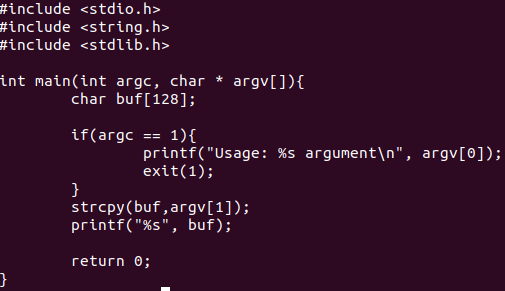 #include <stdio.h>
#include <string.h>
#include <stdlib.h>
int main(int argc, char * argv[]){
char buf[128];
if(argc == 1){
printf("Usage: %s argument\n", argv[0]);
exit(1);
}
strcpy(buf,argv[1]);
printf("%s", buf);
return 0;
}